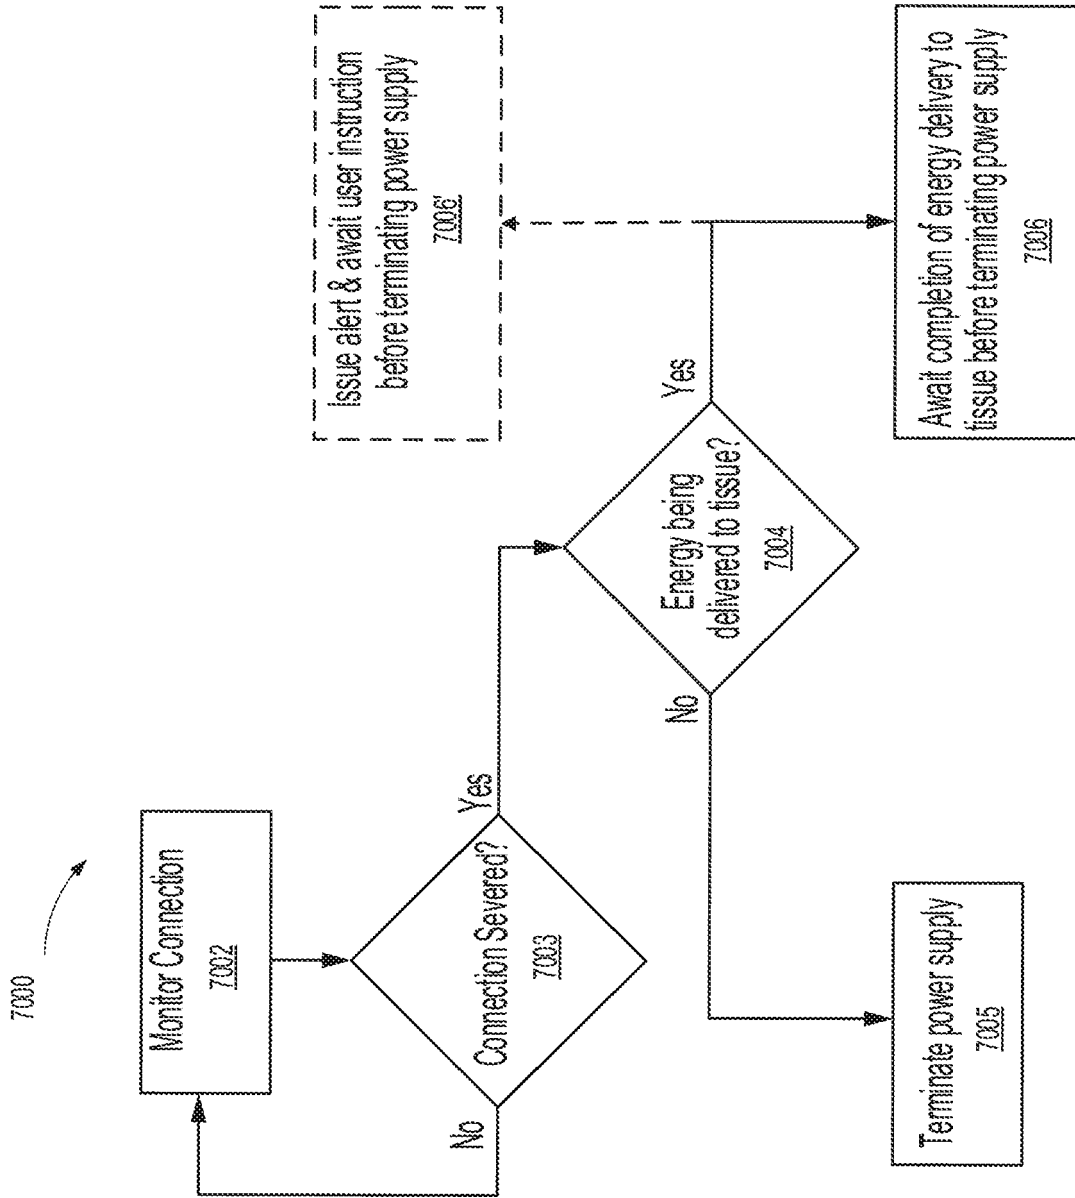 7000
Monitor Connection
7002
Connection Severed?
7003
No
Yes
Energy being
delivered to tissue?
7004
No
Yes
Terminate power supply
7005
Issue alert & await user instruction
before terminating power supply
7006'
Await completion of energy delivery to
tissue before terminating power supply
7006